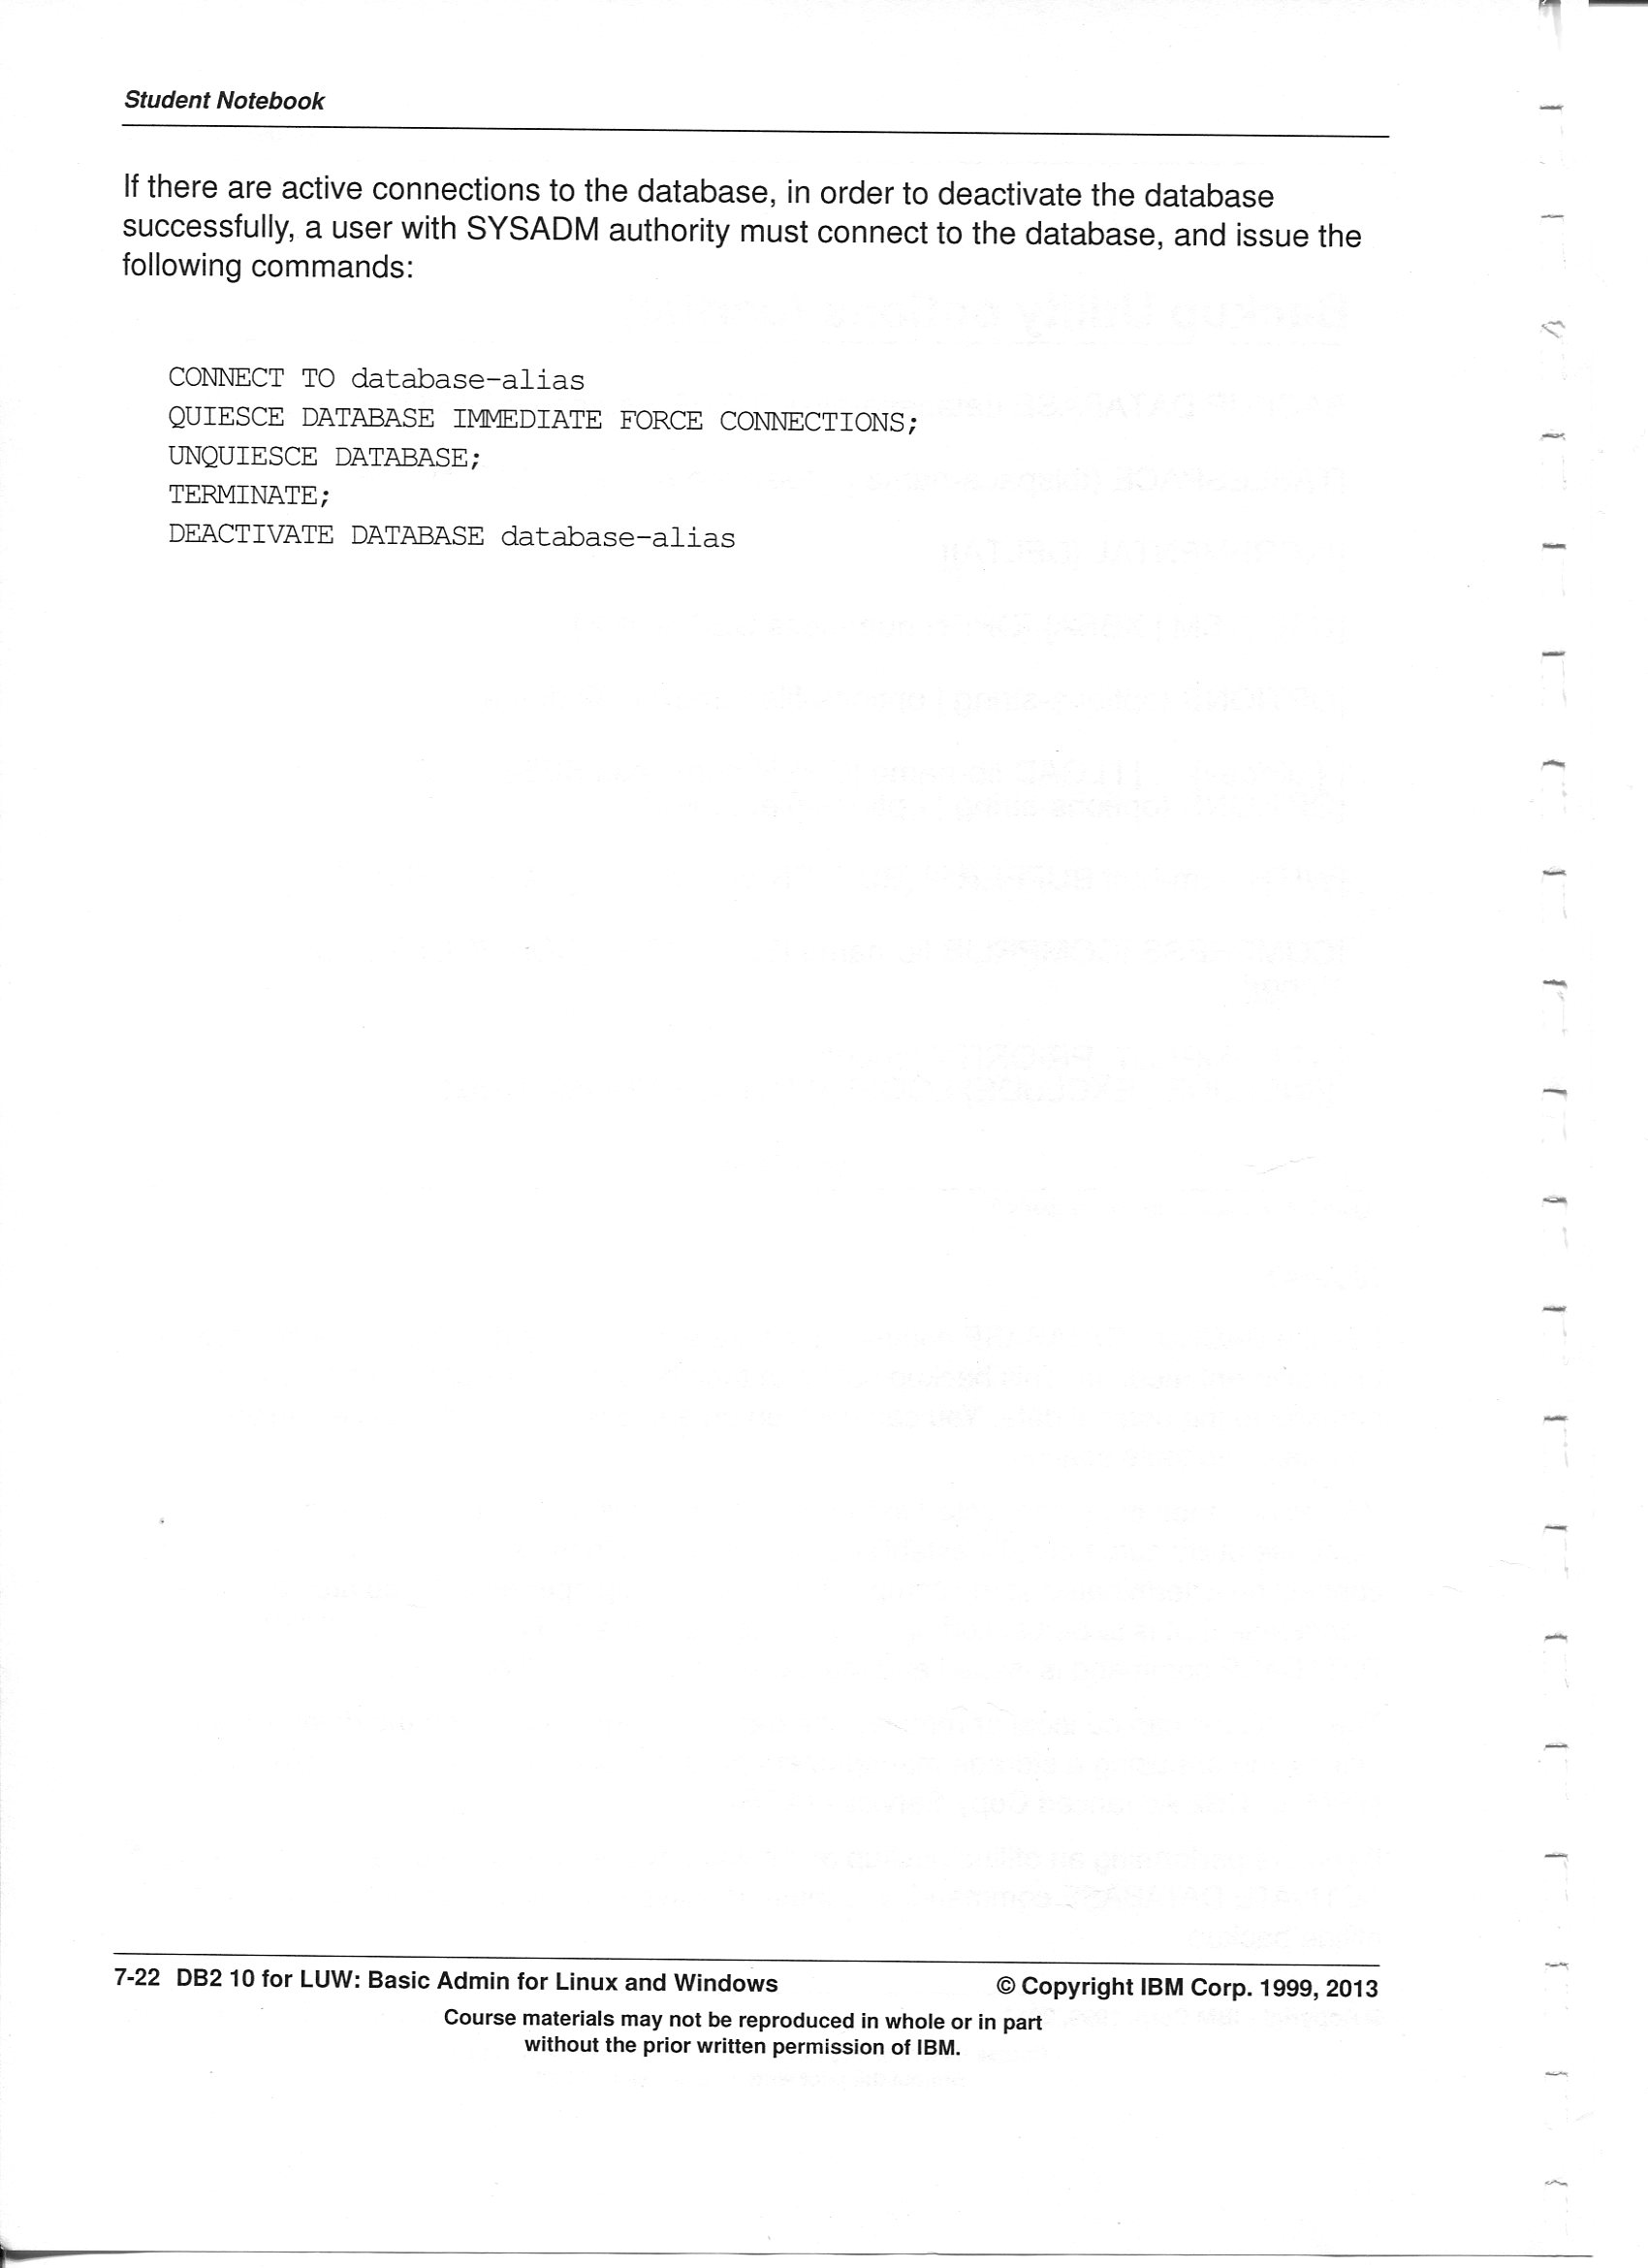 Student Notebook
If there are active connections to the database, in order to deactivate the database
successfully, a user with SYSADM authority must connect to the database, and issue the
following commands:
CONNECT TO database-alias
QUIESCE DATABASE IMMEDIATE FORCE CONNECTIONS;
UNQUIESCE DATABASE;
TERMINATE;
DEACTIVATE DATABASE database-alias
7-22 DB2 10 for LUW: Basic Admin for Linux and Windows © Copyright IBM Corp. 1999, 2013
Course materials may not be reproduced in whole or in part
without the prior written permission of IBM.